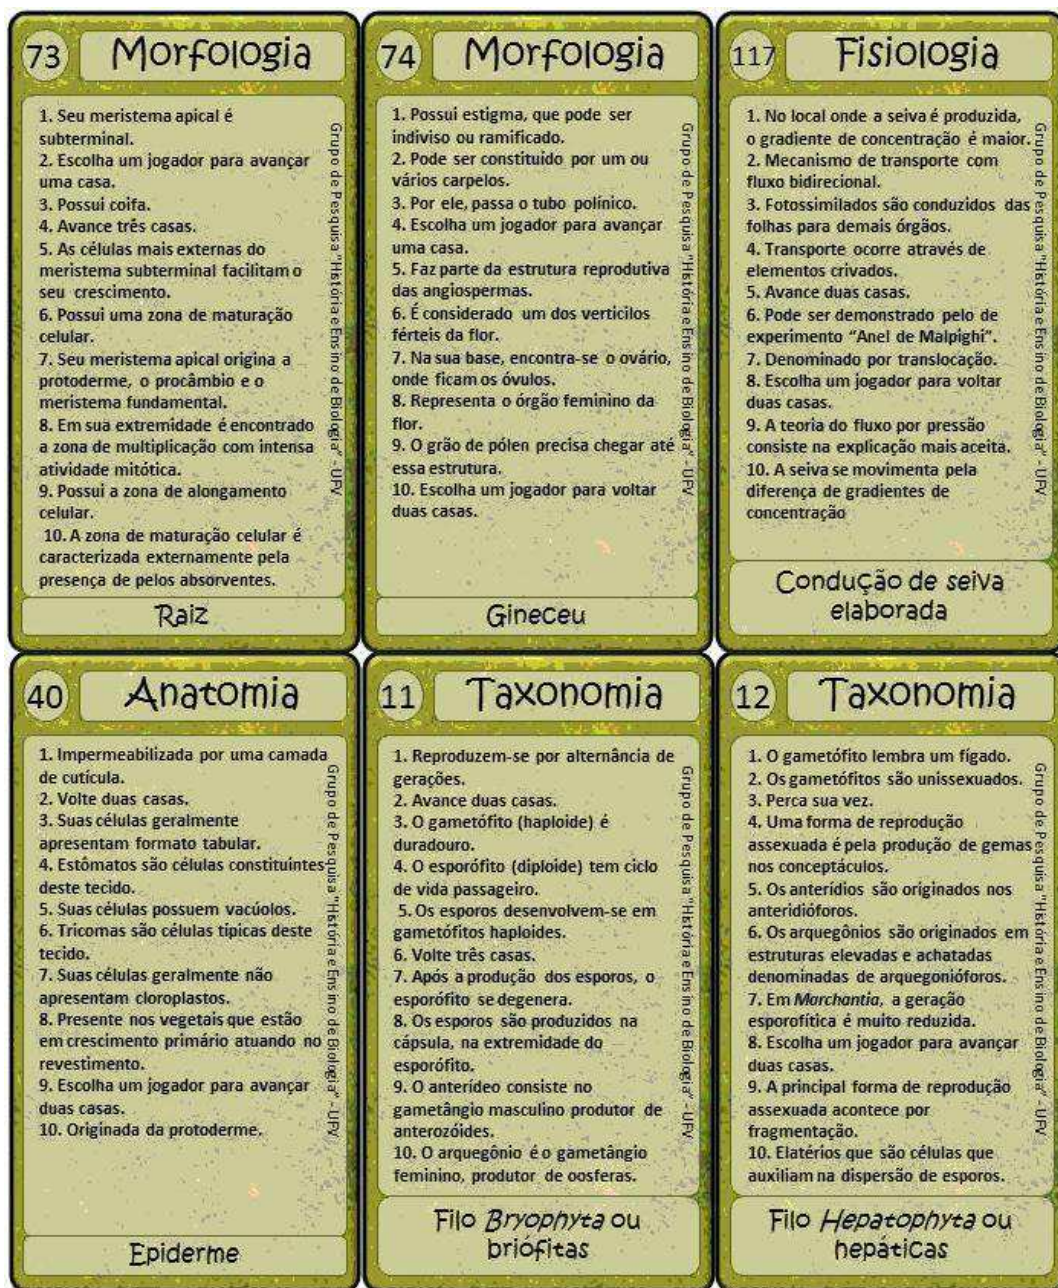 73 Morfologia
1. Seu meristema apical é
subterminal.
2. Escolha um jogador para avançar
uma casa.
3. Possui coifa.
4. Avance três casas.
5. As células mais externas do
meristema subterminal facilitam o
seu crescimento.
6. Possui uma zona de maturação
celular.
7. Seu meristema apical origina a
protoderme, o procâmbio e o
meristema fundamental.
8. Em sua extremidade é encontrado
a zona de multiplicação com intensa
atividade mitótica.
9. Possui a zona de alongamento
celular.
10. A zona de maturação celular é
caracterizada externamente pela
presença de pelos absorventes.
Grupo de Pesquisa "História e Ensino de Biologia" - UFV
Raiz
74 Morfologia
1. Possui estigma, que pode ser
indiviso ou ramificado.
2. Pode ser constituído por um ou
vários carpelos.
3. Por ele, passa o tubo polínico.
4. Escolha um jogador para avançar
uma casa.
5. Faz parte da estrutura reprodutiva
das angiospermas.
6. É considerado um dos verticilos
férteis da flor.
7. Na sua base, encontra-se o ovário,
onde ficam os óvulos.
8. Representa o órgão feminino da
flor.
9. O grão de pólen precisa chegar até
essa estrutura.
10. Escolha um jogador para voltar
duas casas.
Grupo de Pesquisa "História e Ensino de Biologia" - UFV
Gineceu
117 Fisiologia
1. No local onde a seiva é produzida,
o gradiente de concentração é maior.
2. Mecanismo de transporte com
fluxo bidirecional.
3. Fotossimilados são conduzidos das
folhas para demais órgãos.
4. Transporte ocorre através de
elementos crivados.
5. Avance duas casas.
6. Pode ser demonstrado pelo de
experimento “Anel de Malpighi”.
7. Denominado por translocação.
8. Escolha um jogador para voltar
duas casas.
9. A teoria do fluxo por pressão
consiste na explicação mais aceita.
10. A seiva se movimenta pela
diferença de gradientes de
concentração
Grupo de Pesquisa "História e Ensino de Biologia" - UFV
Condução de seiva
elaborada
40 Anatomia
1. Impermeabilizada por uma camada
de cutícula.
2. Volte duas casas.
3. Suas células geralmente
apresentam formato tabular.
4. Estômatos são células constituintes
deste tecido.
5. Suas células possuem vacúolos.
6. Tricomas são células típicas deste
tecido.
7. Suas células geralmente não
apresentam cloroplastos.
8. Presente nos vegetais que estão
em crescimento primário atuando no
revestimento.
9. Escolha um jogador para avançar
duas casas.
10. Originada da protoderme.
Grupo de Pesquisa "História e Ensino de Biologia" - UFV
Epiderme
11 Taxonomia
1. Reproduzem-se por alternância de
gerações.
2. Avance duas casas.
3. O gametófito (haploide) é
duradouro.
4. O esporófito (diploide) tem ciclo
de vida passageiro.
5. Os esporos desenvolvem-se em
gametófitos haploides.
6. Volte três casas.
7. Após a produção dos esporos, o
esporófito se degenera.
8. Os esporos são produzidos na
cápsula, na extremidade do
esporófito.
9. O anterídeo consiste no
gametângio masculino produtor de
anterozóides.
10. O arquegônio é o gametângio
feminino, produtor de oosferas.
Grupo de Pesquisa "História e Ensino de Biologia" - UFV
Filo Bryophyta ou
briófitas
12 Taxonomia
1. O gametófito lembra um fígado.
2. Os gametófitos são unissexuados.
3. Perca sua vez.
4. Uma forma de reprodução
assexuada é pela produção de gemas
nos conceptáculos.
5. Os anterídios são originados nos
anteridióforos.
6. Os arquegônios são originados em
estruturas elevadas e achatadas
denominadas de arquegonióforos.
7. Em Marchantia, a geração
esporofítica é muito reduzida.
8. Escolha um jogador para avançar
duas casas.
9. A principal forma de reprodução
assexuada acontece por
fragmentação.
10. Elatérios que são células que
auxiliam na dispersão de esporos.
Grupo de Pesquisa "História e Ensino de Biologia" - UFV
Filo Hepatophyta ou
hepáticas